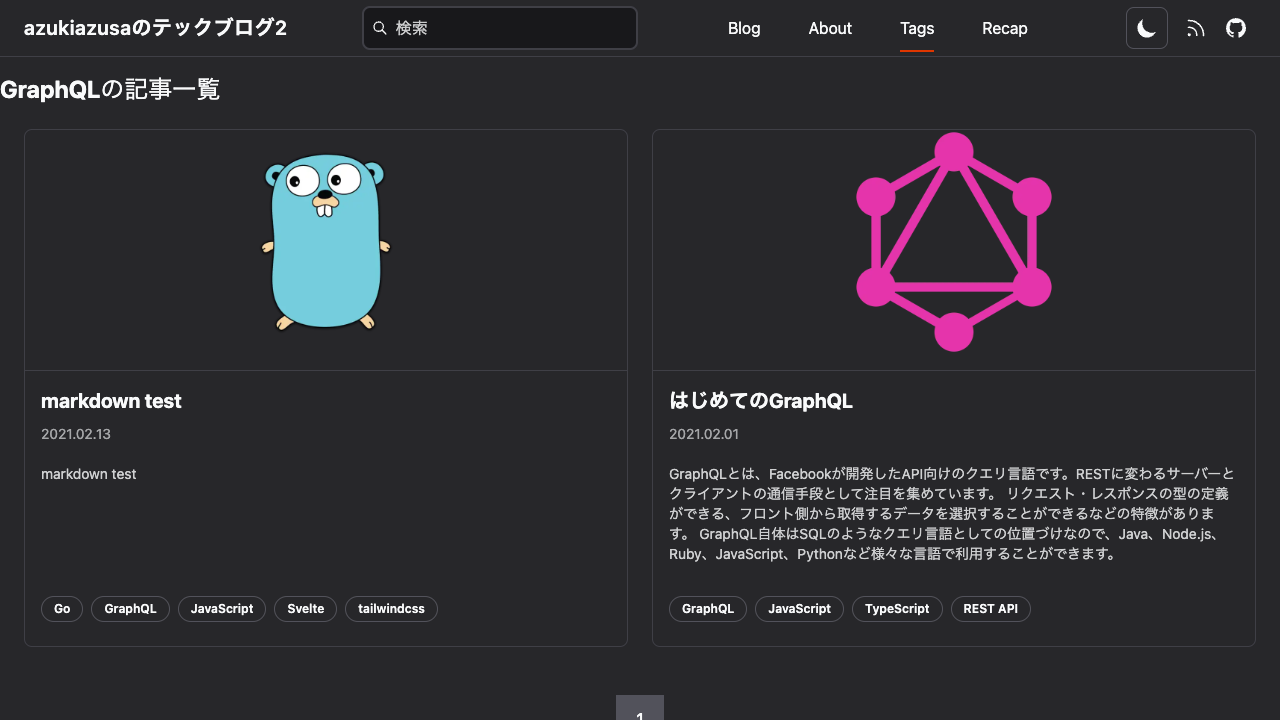 azukiazusaのテックブログ2
検索
Blog
About
Tags
Recap
GraphQLの記事一覧
markdown test
2021.02.13
markdown test
Go
GraphQL
JavaScript
Svelte
tailwindcss
はじめてのGraphQL
2021.02.01
GraphQLとは、Facebookが開発したAPI向けのクエリ言語です。RESTに変わるサーバーと
クライアントの通信手段として注目を集めています。 リクエスト・レスポンスの型の定義
ができる、フロント側から取得するデータを選択することができるなどの特徴がありま
す。 GraphQL自体はSQLのようなクエリ言語としての位置づけなので、Java、Node.js、
Ruby、JavaScript、Pythonなど様々な言語で利用することができます。
GraphQL
JavaScript
TypeScript
REST API
1